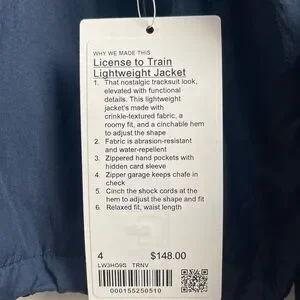 WHY WE MADE THIS
License to Train
Lightweight Jacket
1. That nostalgic tracksuit look,
elevated with functional
details. This lightweight
jacket's made with
crinkle-textured fabric, a
roomy fit, and a cinchable hem
to adjust the shape
2. Fabric is abrasion-resistant
and water-repellent
3. Zippered hand pockets with
hidden card sleeve
4. Zipper garage keeps chafe in
check
5. Cinch the shock cords at the
hem to adjust the shape and fit
6. Relaxed fit, waist length
4 $148.00
LW3HO9S TRNV
000155250510